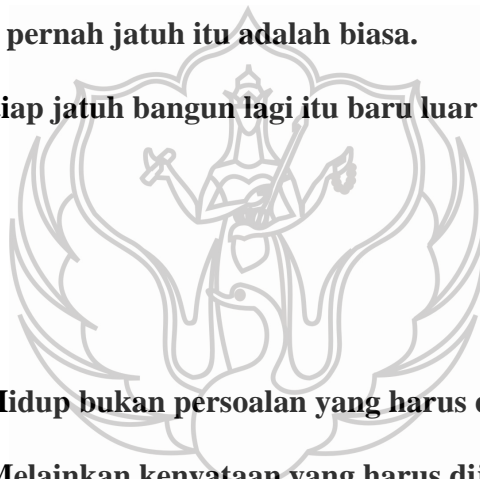 pernah jatuh itu adalah biasa.
iap jatuh bangun lagi itu baru luar
Hidup bukan persoalan yang harus
Melainkan kenyataan yang harus